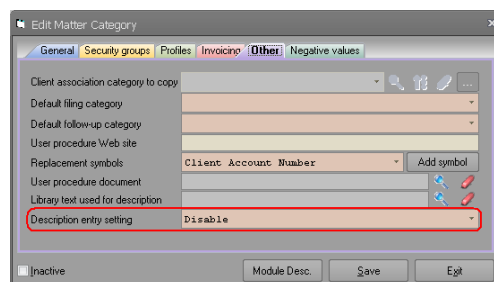 Edit Matter Category
General Security groups Profiles Invoicing Other Negative values
Client association category to copy ...
Default filing category
Default follow-up category
User procedure Web site
Replacement symbols Client Account Number Add symbol
User procedure document
Library text used for description
Description entry setting Disable
Inactive Module Desc. Save Exit